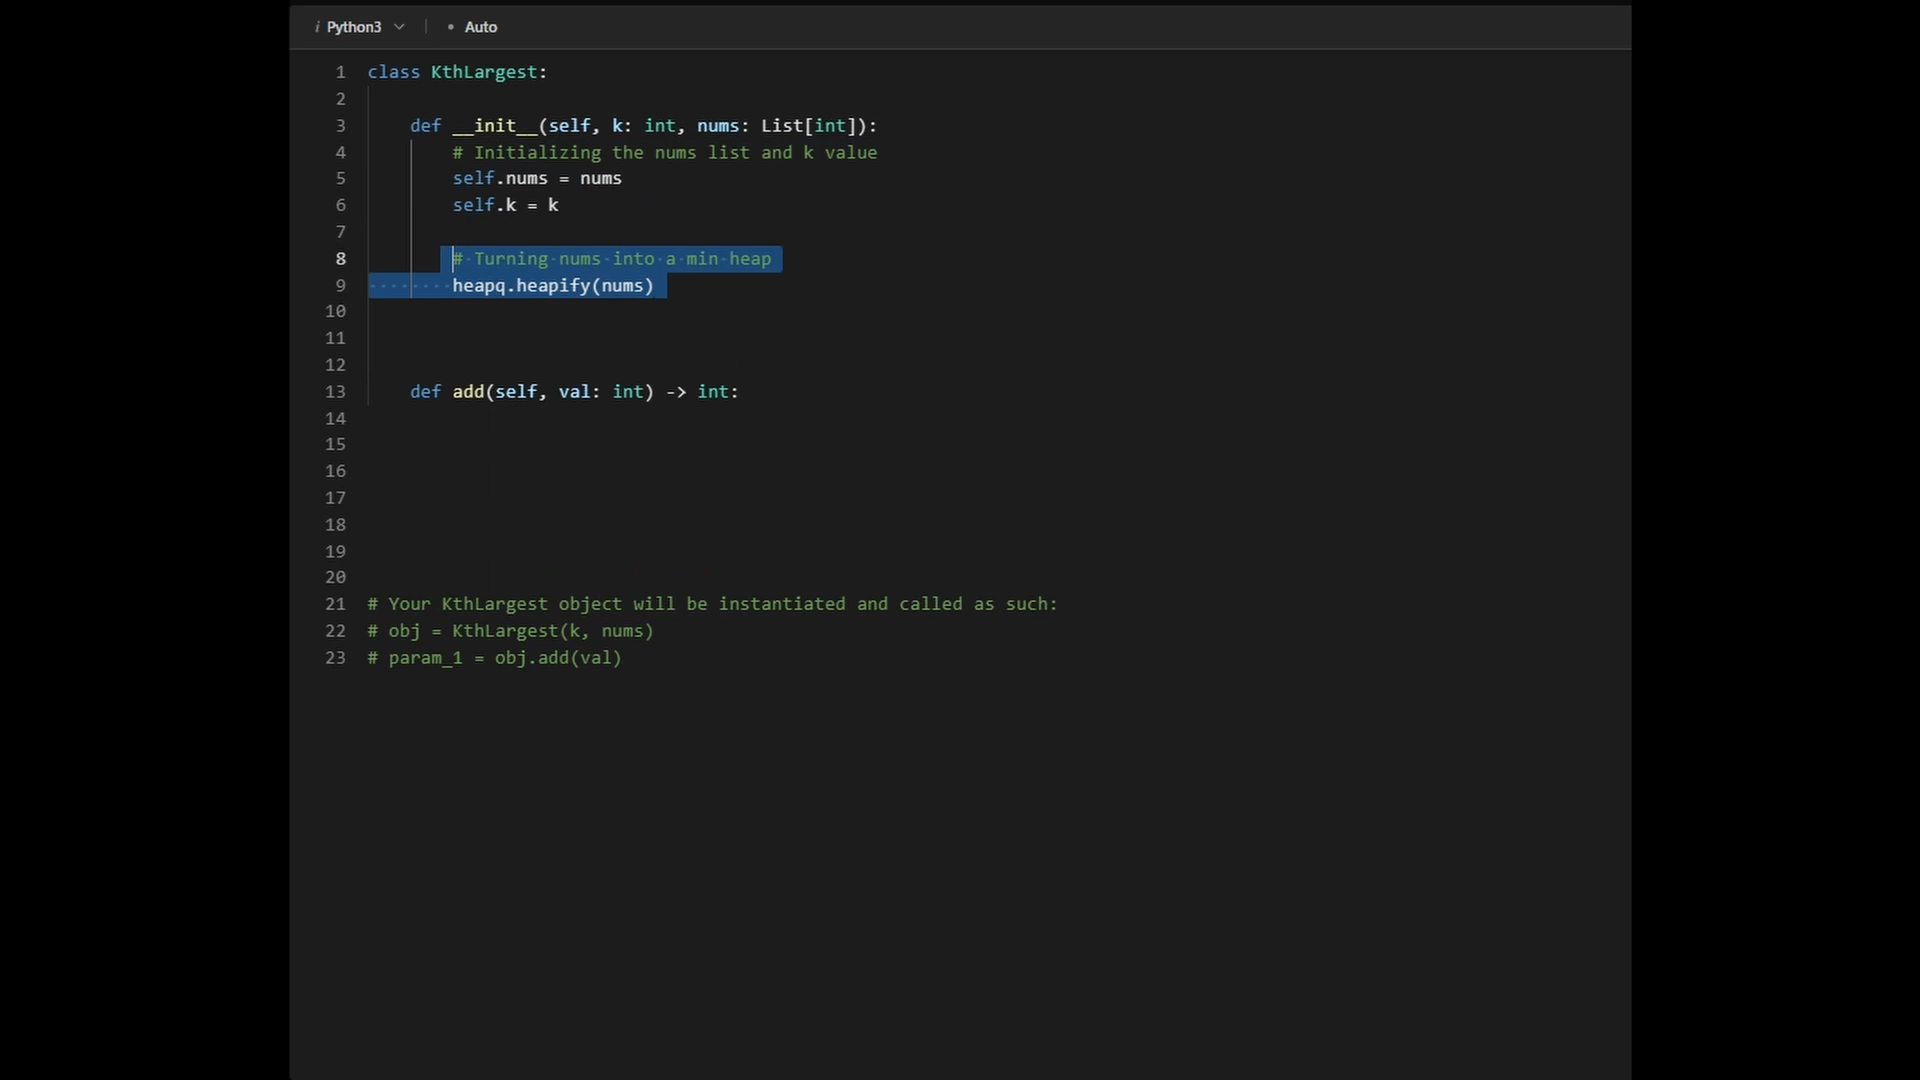 i Python3 • Auto
1 class KthLargest:
2
3 def __init__(self, k: int, nums: List[int]):
4 # Initializing the nums list and k value
5 self.nums = nums
6 self.k = k
7
8 # Turning nums into a min heap
9 heapq.heapify(nums)
10
11
12
13 def add(self, val: int) -> int:
14
15
16
17
18
19
20
21 # Your KthLargest object will be instantiated and called as such:
22 # obj = KthLargest(k, nums)
23 # param_1 = obj.add(val)